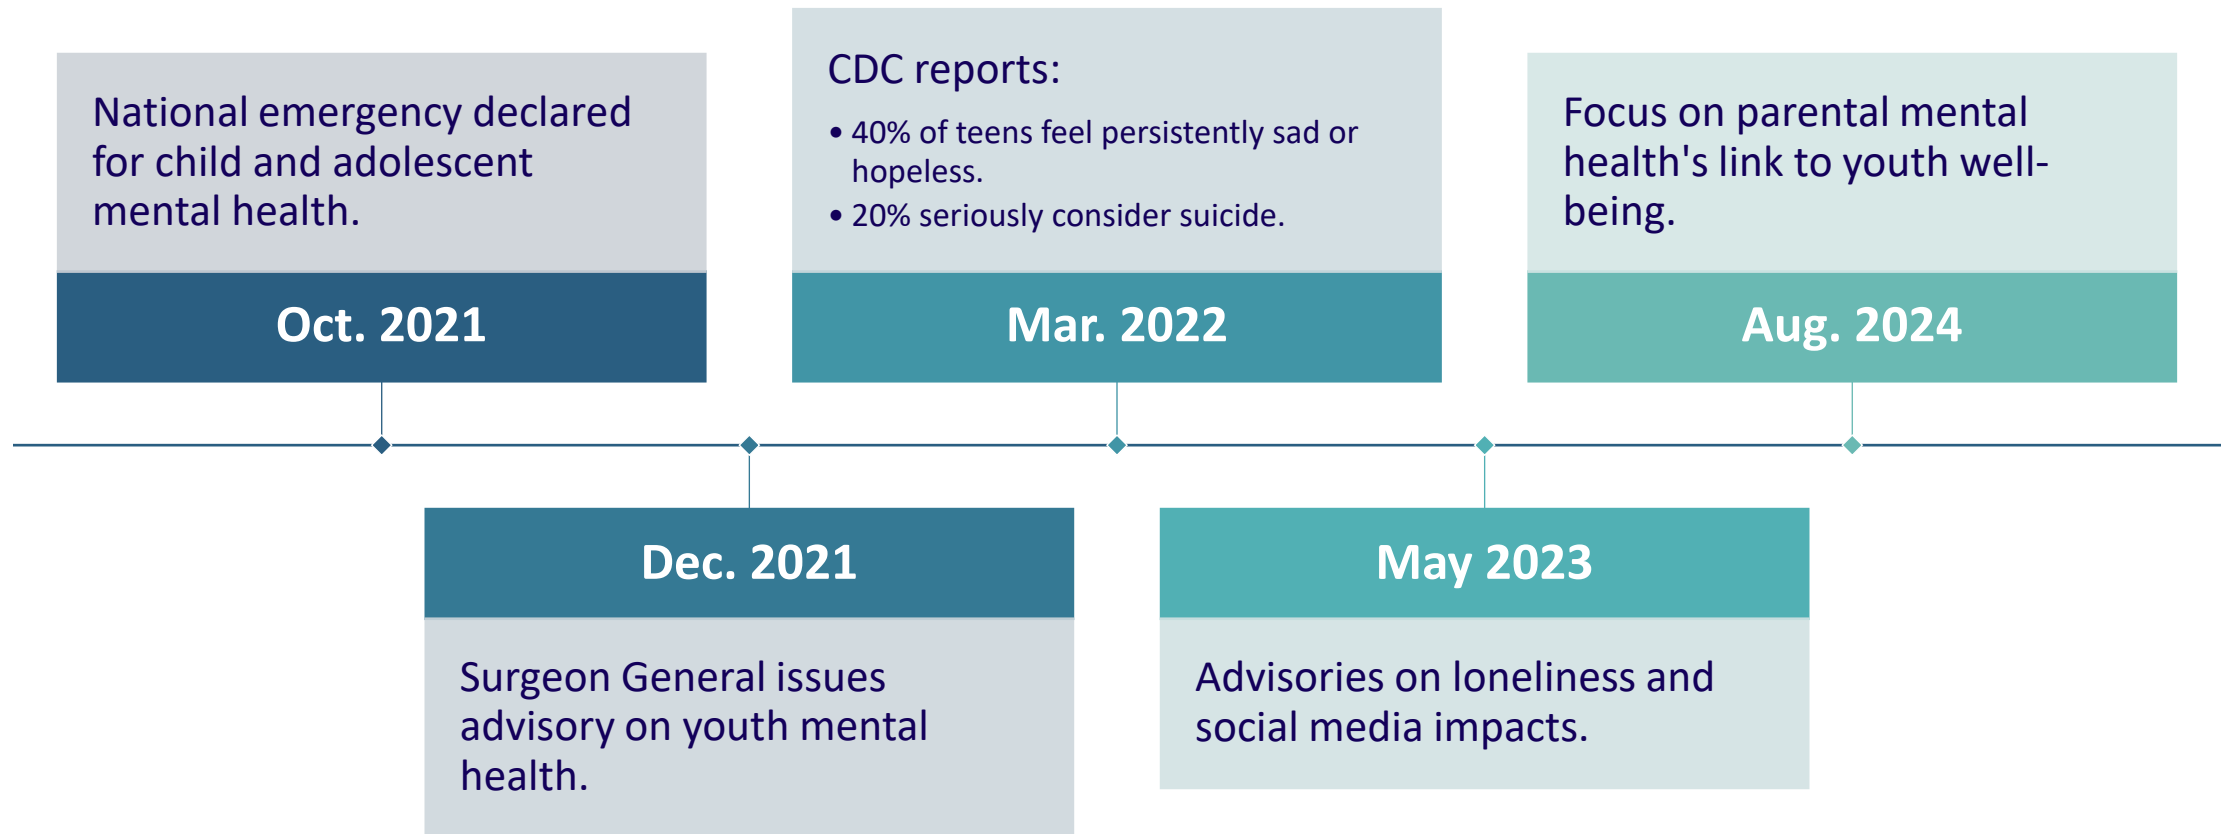 National emergency declared
for child and adolescent
mental health.
Oct. 2021
Dec. 2021
Surgeon General issues
advisory on youth mental
health.
CDC reports:
• 40% of teens feel persistently sad or
hopeless.
• 20% seriously consider suicide.
Mar. 2022
May 2023
Advisories on loneliness and
social media impacts.
Focus on parental mental
health's link to youth well-
being.
Aug. 2024